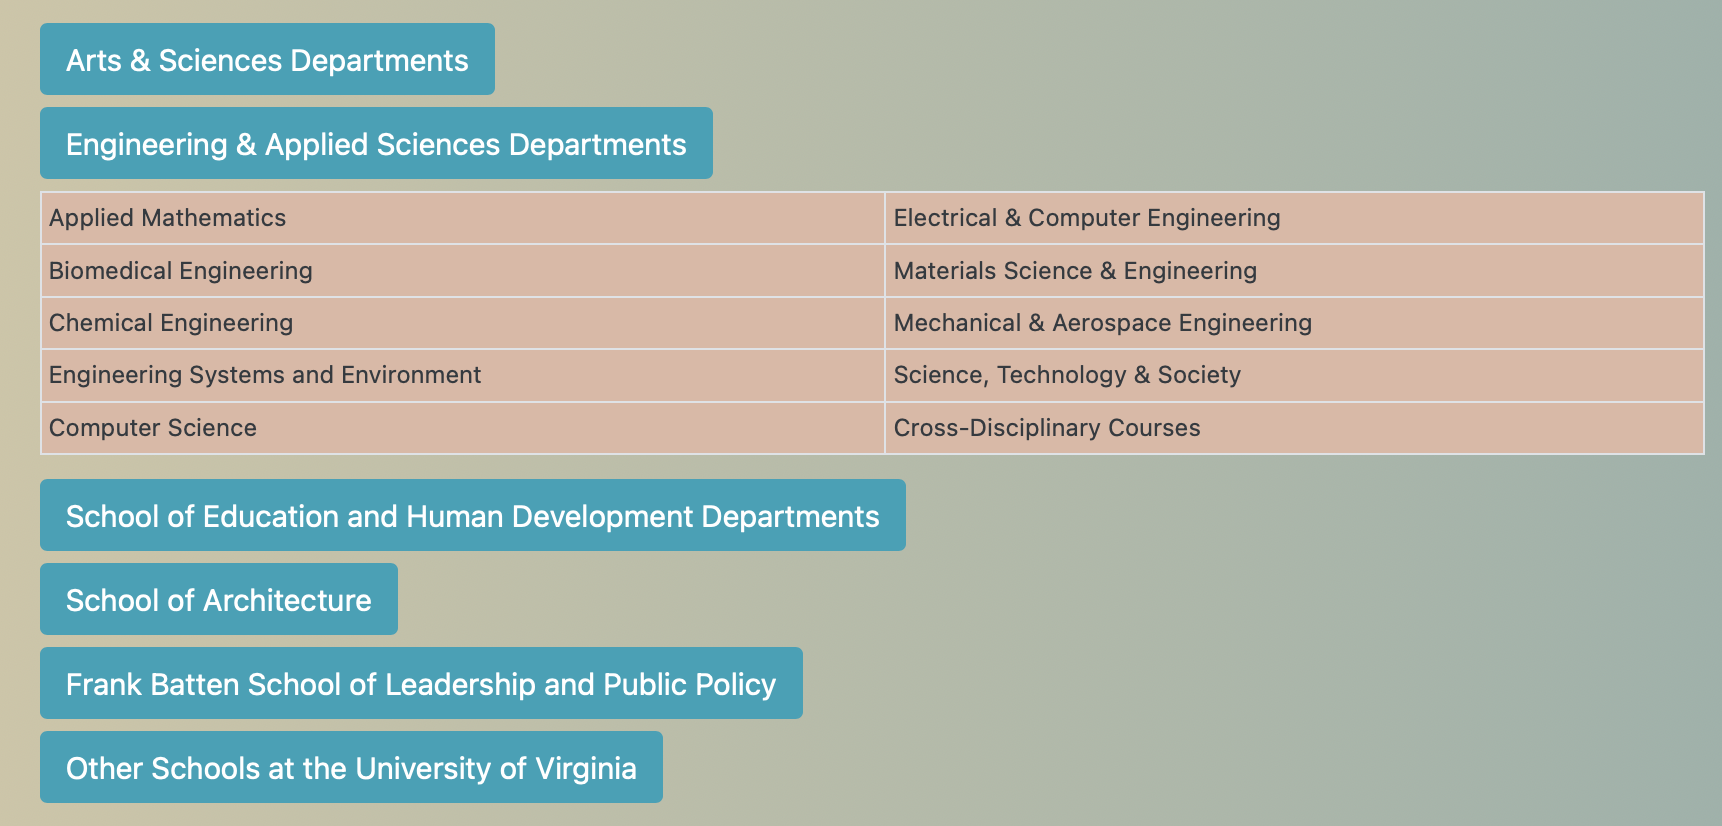 Arts & Sciences Departments
Engineering & Applied Sciences Departments
Applied Mathematics
Electrical & Computer Engineering
Biomedical Engineering
Materials Science & Engineering
Chemical Engineering
Mechanical & Aerospace Engineering
Engineering Systems and Environment
Science, Technology & Society
Computer Science
Cross-Disciplinary Courses
School of Education and Human Development Departments
School of Architecture
Frank Batten School of Leadership and Public Policy
Other Schools at the University of Virginia